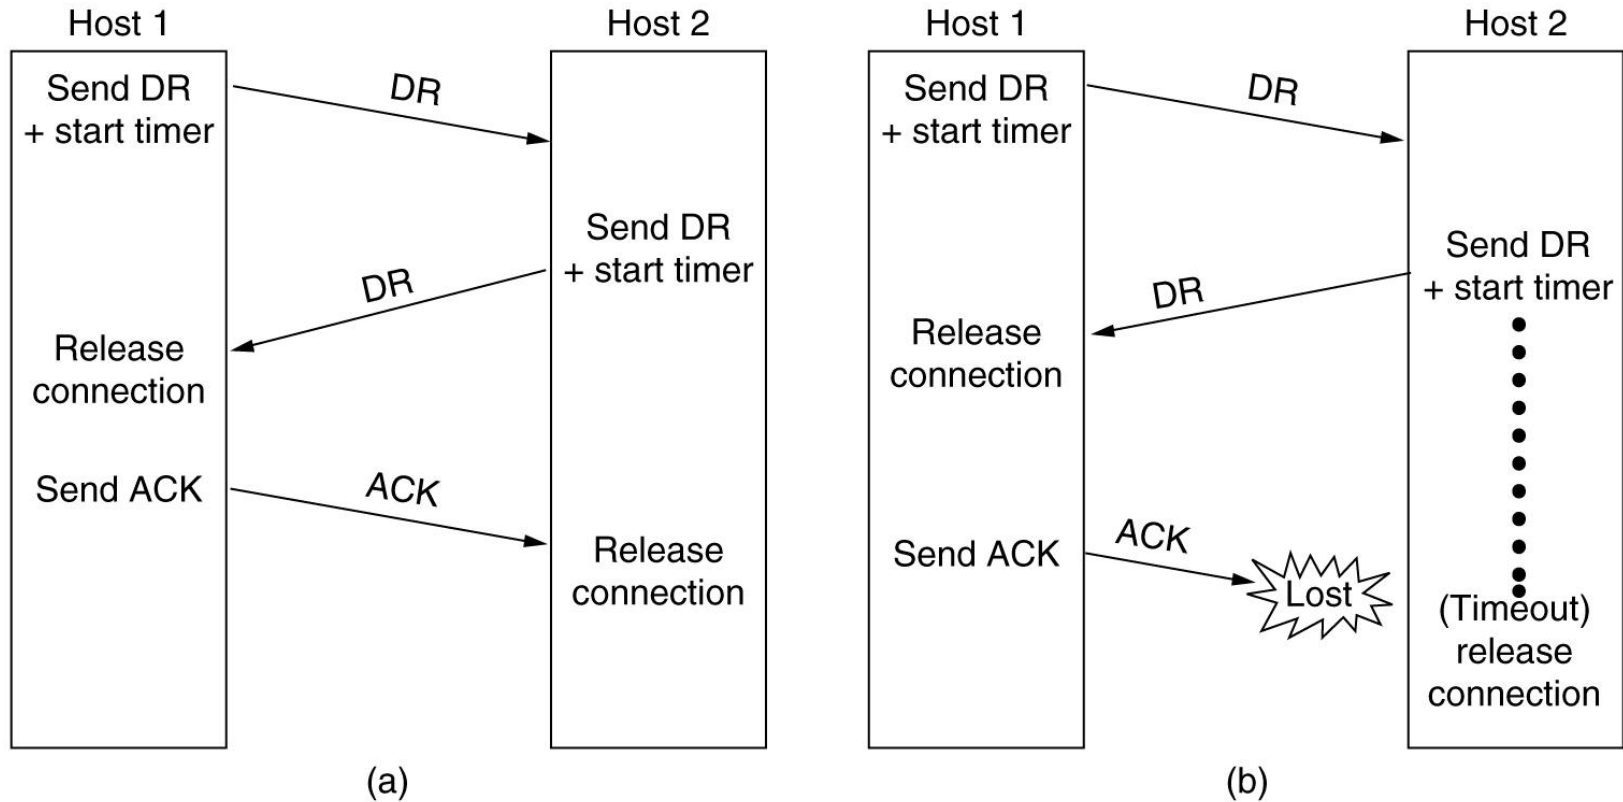 Host 1
Host 2
Send DR
+ start timer
DR
Send DR
+ start timer
DR
Release
connection
Send ACK
ACK
Release
connection
(a)
Host 1
Host 2
Send DR
+ start timer
DR
Send DR
+ start timer
DR
Release
connection
Send ACK
ACK
Lost
(Timeout)
release
connection
(b)